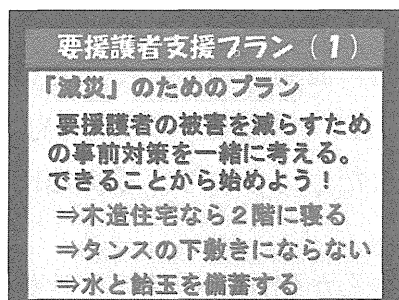 要援護者支援プラン(1)
「減災」のためのプラン
要援護者の被害を減らすため
の事前対策を一緒に考える。
できることから始めよう！
⇒木造住宅なら2階に寝る
⇒タンスの下敷きにならない
⇒水と飴玉を備蓄する